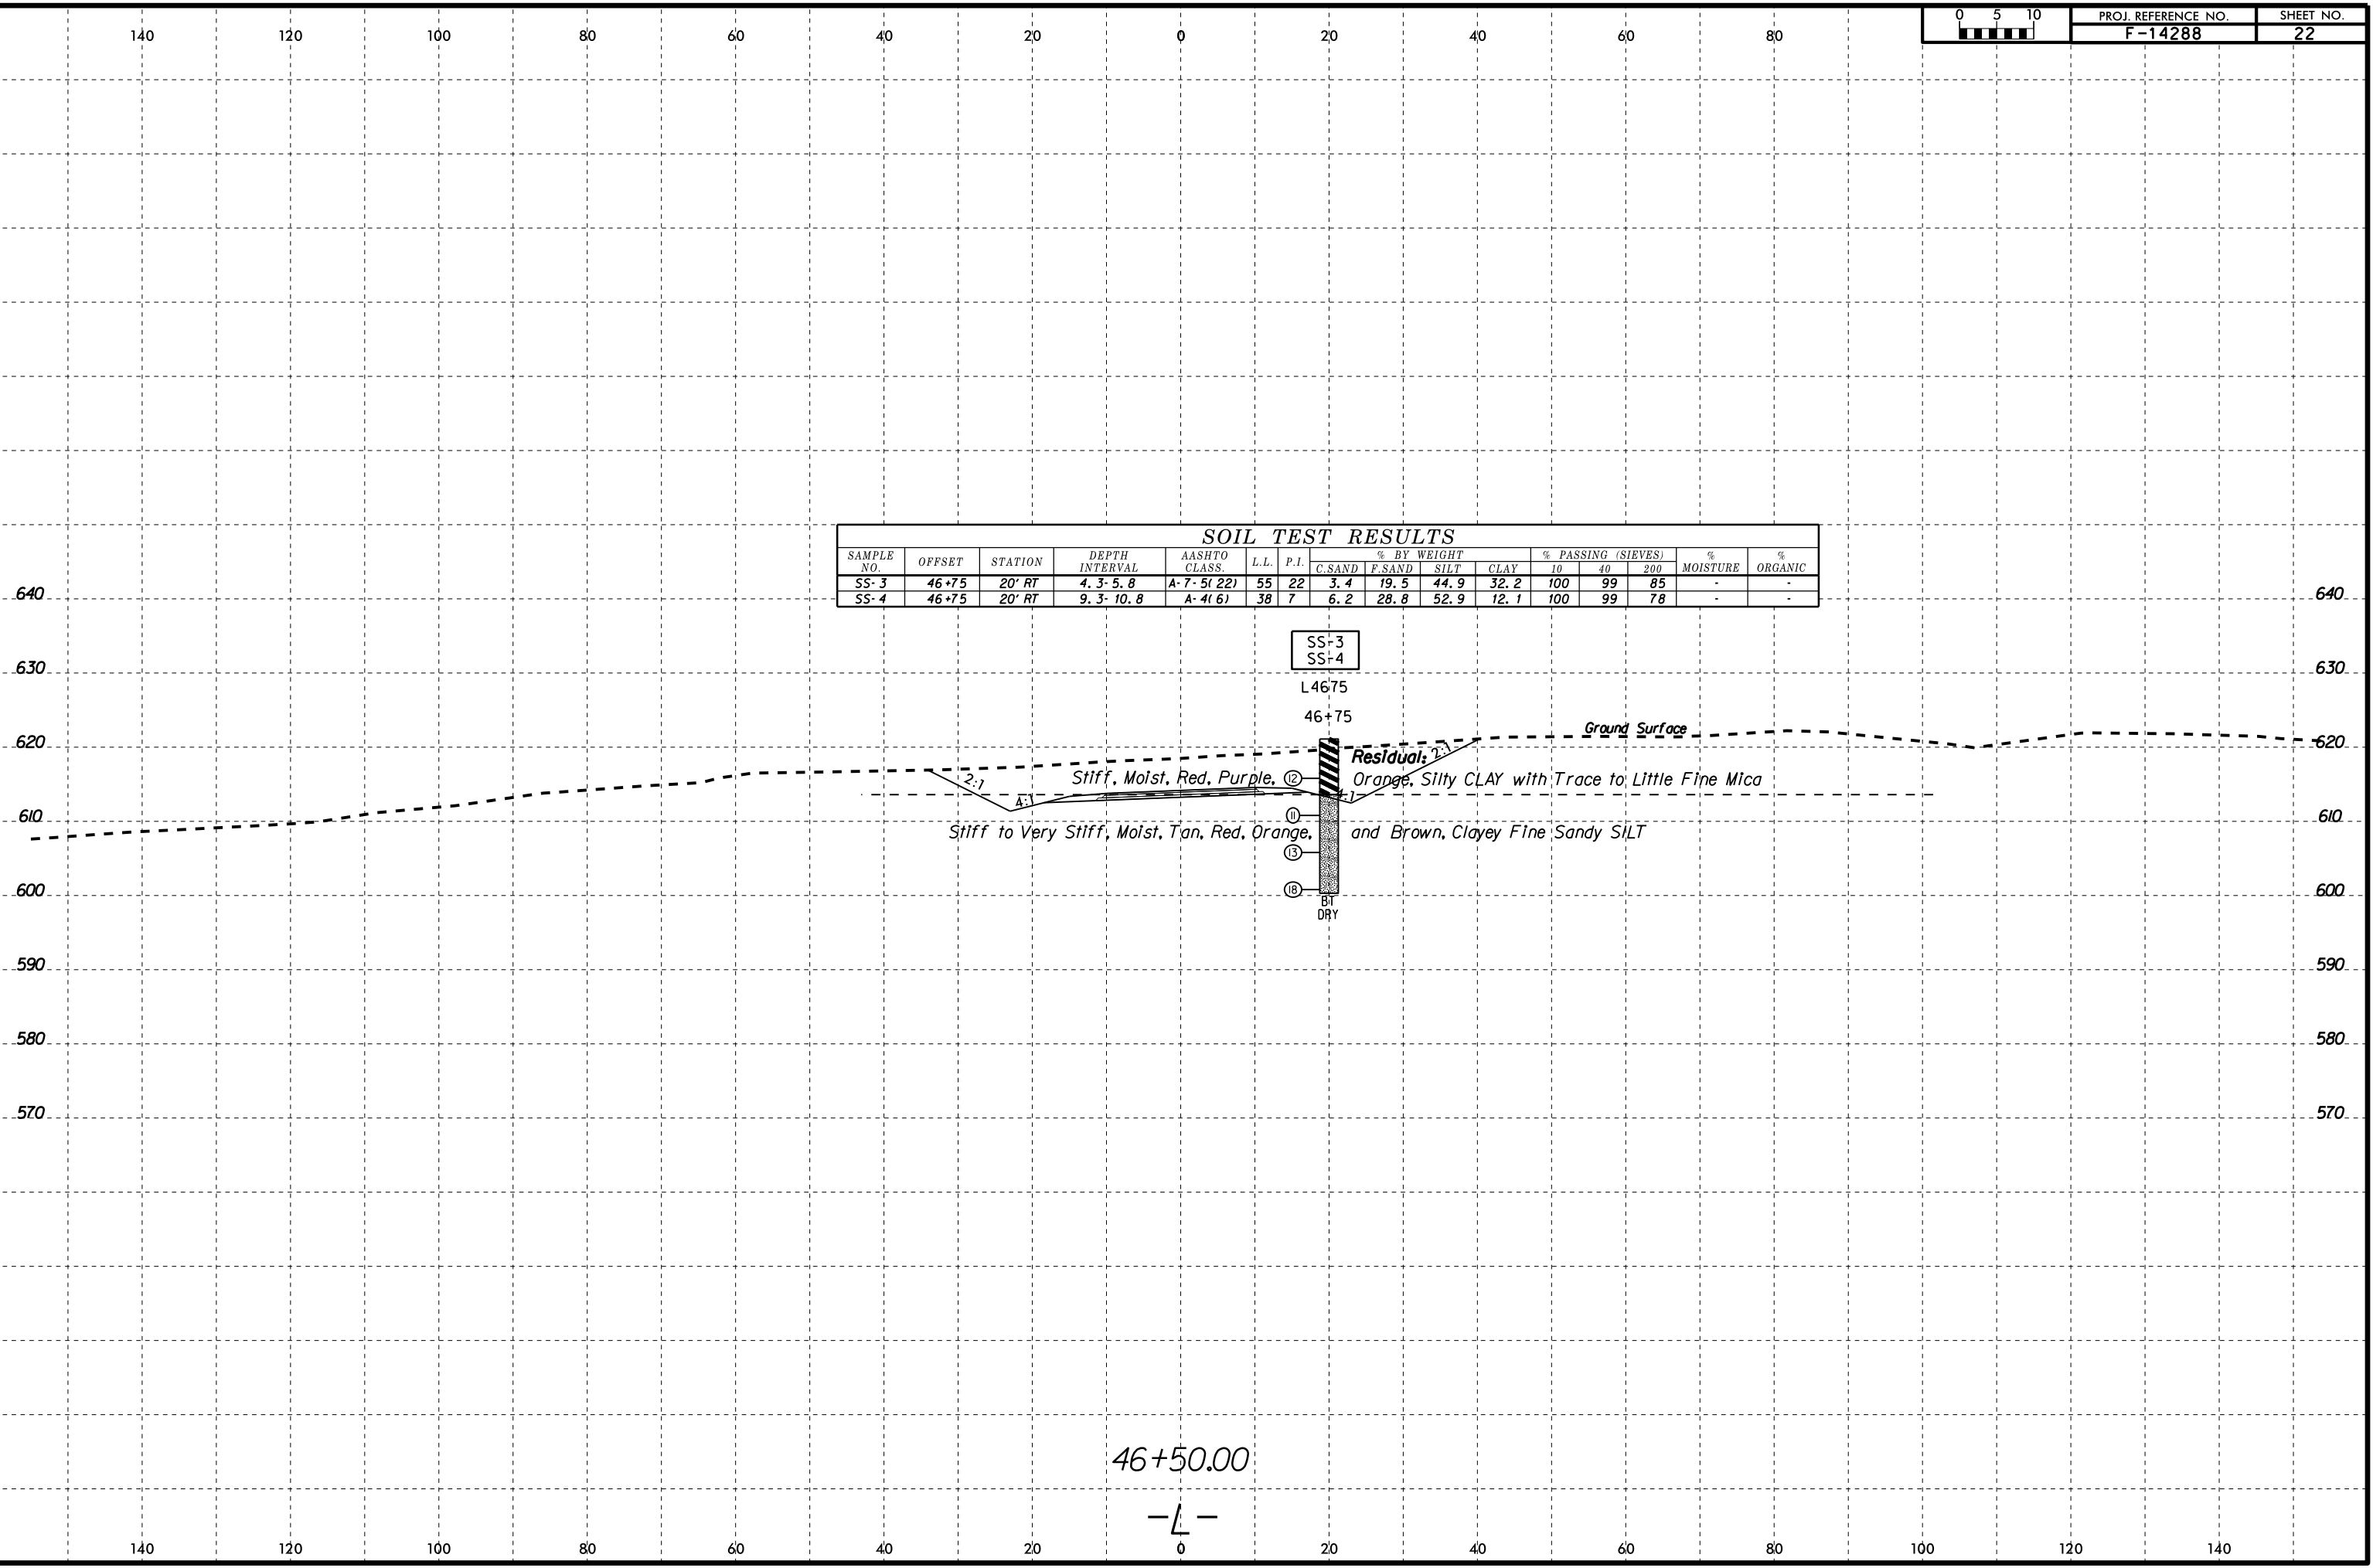 0 5 10 PROJ. REFERENCE NO. SHEET NO.
F-14288 22
140 120 100 80 60 40 20 0 20 40 60 80
SOIL TEST RESULTS
SAMPLE NO. OFFSET STATION DEPTH INTERVAL AASHTO CLASS. L.L. P.I. % BY WEIGHT % PASSING (SIEVES) % MOISTURE % ORGANIC
C.SAND F.SAND SILT CLAY 10 40 200
SS-3 46+75 20' RT 4.3-5.8 A-7-5(22) 55 22 3.4 19.5 44.9 32.2 100 99 85 - -
SS-4 46+75 20' RT 9.3-10.8 A-4(6) 38 7 6.2 28.8 52.9 12.1 100 99 78 - -
640 640
SS-3
SS-4
630 630
L4675
46+75
Ground Surface
620 620
Residual: 2:1
2:1 Stiff, Moist, Red, Purple, 12 Orange, Silty CLAY with Trace to Little Fine Mica
4:1 4:1
610 11 610
Stiff to Very Stiff, Moist, Tan, Red, Orange, and Brown, Clayey Fine Sandy SILT
13
600 18 600
BT
DRY
590 590
580 580
570 570
46+50.00
-L-
140 120 100 80 60 40 20 0 20 40 60 80 100 120 140